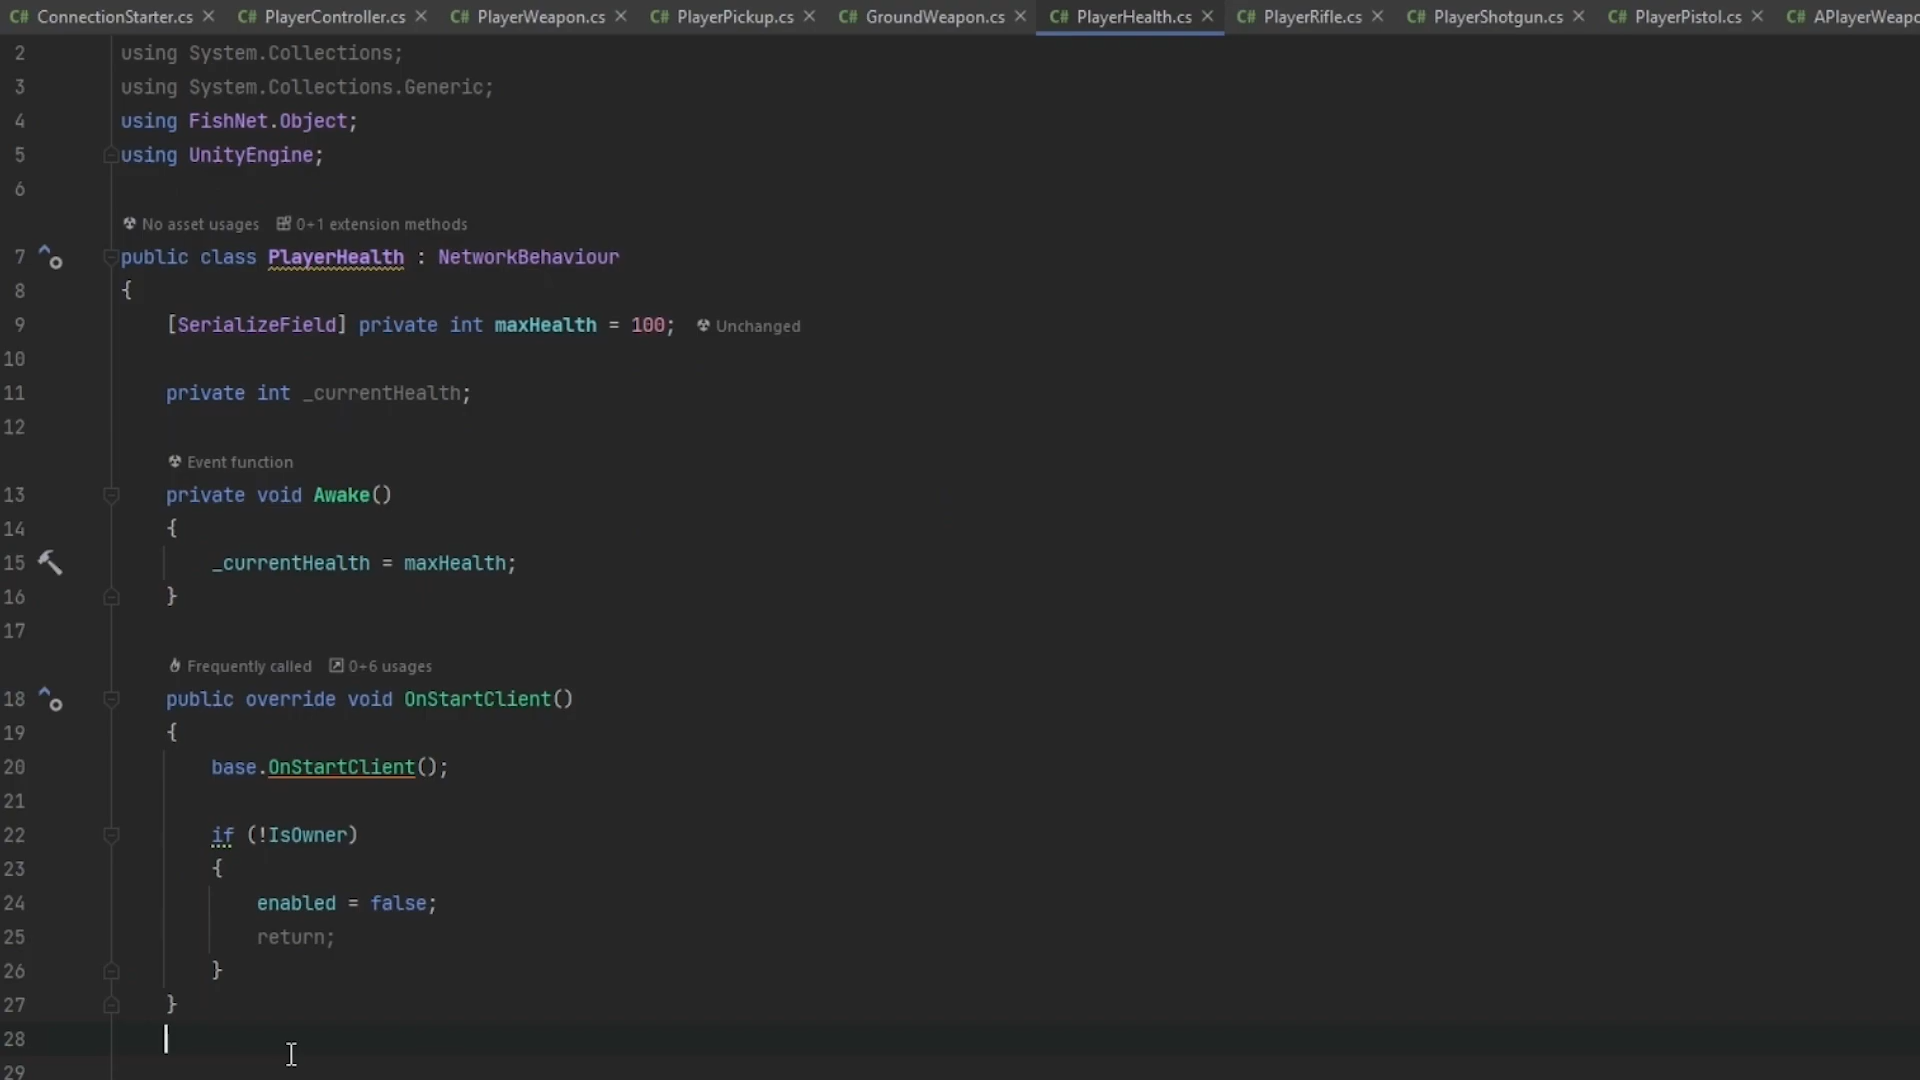 C# ConnectionStarter.cs C# PlayerController.cs C# PlayerWeapon.cs C# PlayerPickup.cs C# GroundWeapon.cs C# PlayerHealth.cs C# PlayerRifle.cs C# PlayerShotgun.cs C# PlayerPistol.cs C# APlayerWeapo
2 using System.Collections;
3 using System.Collections.Generic;
4 using FishNet.Object;
5 using UnityEngine;
6
No asset usages 0+1 extension methods
7 public class PlayerHealth : NetworkBehaviour
8 {
9 [SerializeField] private int maxHealth = 100; Unchanged
10
11 private int _currentHealth;
12
Event function
13 private void Awake()
14 {
15 _currentHealth = maxHealth;
16 }
17
Frequently called 0+6 usages
18 public override void OnStartClient()
19 {
20 base.OnStartClient();
21
22 if (!IsOwner)
23 {
24 enabled = false;
25 return;
26 }
27 }
28
29